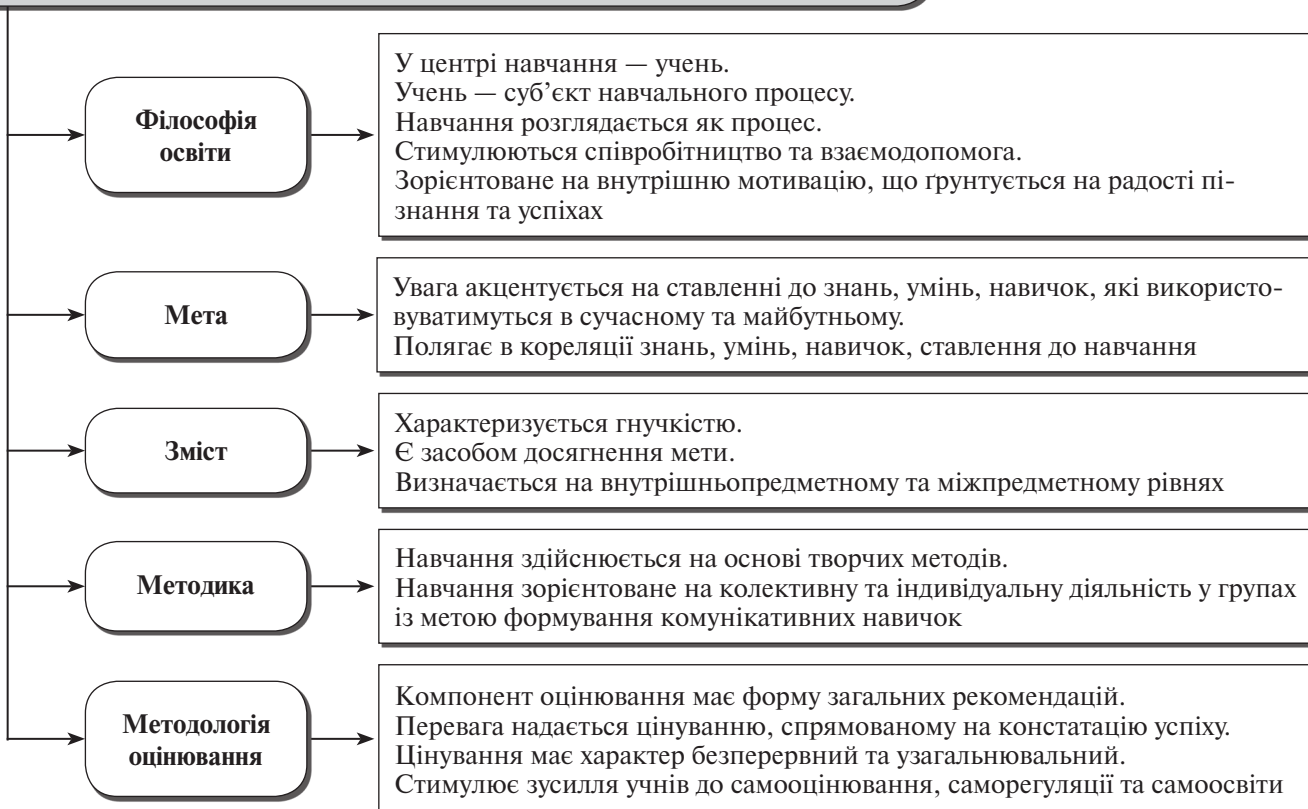 Філософія
освіти
У центрі навчання — учень.
Учень — суб’єкт навчального процесу.
Навчання розглядається як процес.
Стимулюються співробітництво та взаємодопомога.
Зорієнтоване на внутрішню мотивацію, що ґрунтується на радості пі-
знання та успіхах
Мета
Увага акцентується на ставленні до знань, умінь, навичок, які використо-
вуватимуться в сучасному та майбутньому.
Полягає в кореляції знань, умінь, навичок, ставлення до навчання
Зміст
Характеризується гнучкістю.
Є засобом досягнення мети.
Визначається на внутрішньопредметному та міжпредметному рівнях
Методика
Навчання здійснюється на основі творчих методів.
Навчання зорієнтоване на колективну та індивідуальну діяльність у групах
із метою формування комунікативних навичок
Методологія
оцінювання
Компонент оцінювання має форму загальних рекомендацій.
Перевага надається цінуванню, спрямованому на констатацію успіху.
Цінування має характер безперервний та узагальнювальний.
Стимулює зусилля учнів до самооцінювання, саморегуляції та самоосвіти